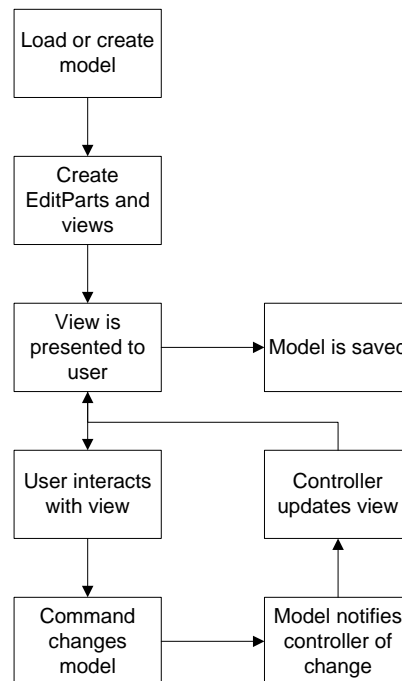 Load or create
model
Create
EditParts and
views
View is
presented to
user
Model is saved
User interacts
with view
Controller
updates view
Command
changes
model
Model notifies
controller of
change